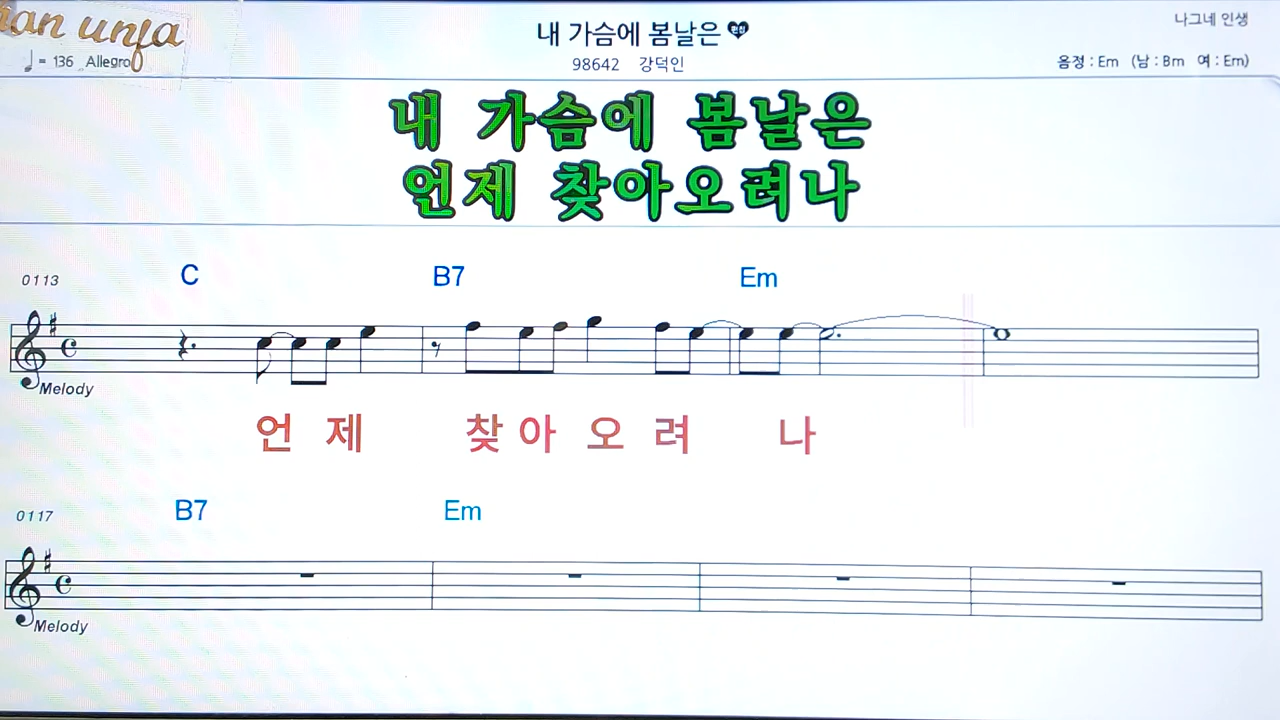 내 가슴에 봄날은
나그네 인생
= 136 Allegro
98642 강덕인
음정 : Em (남 : Bm 여 : Em)
내 가슴에 봄날은
언제 찾아오려나
0113
C B7 Em
Melody
언 제 찾 아 오 려 나
0117
B7 Em
Melody